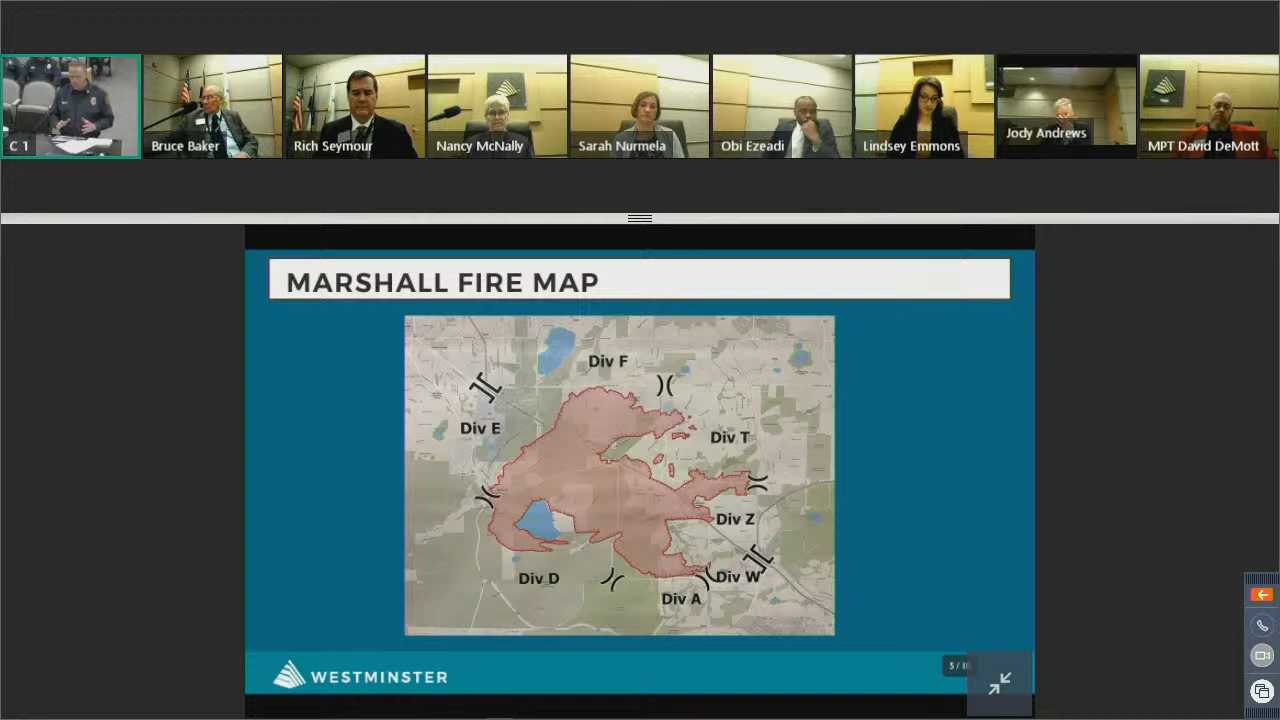 C 1
Bruce Baker
Rich Seymour
Nancy McNally
Sarah Nurmela
Obi Ezeadi
Lindsey Emmons
Jody Andrews
MPT David DeMott
MARSHALL FIRE MAP
Div F
Div E
Div T
Div Z
Div D
Div W
Div A
WESTMINSTER